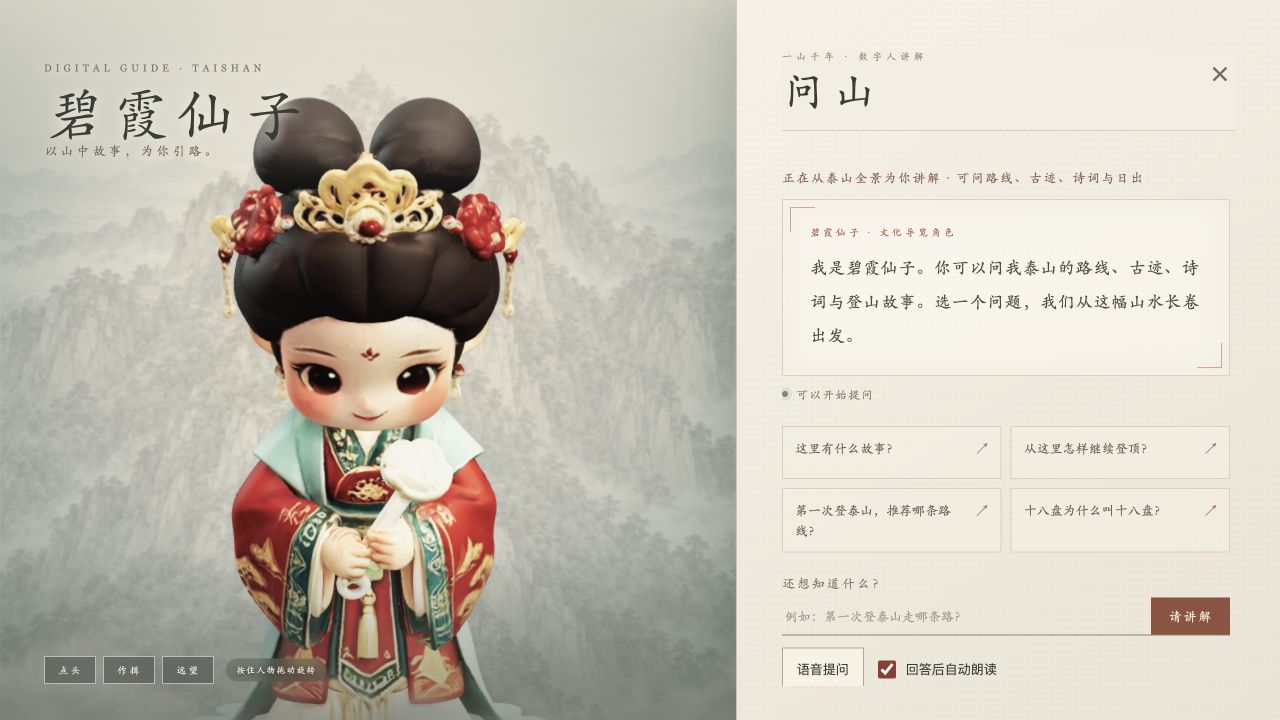 DIGITAL GUIDE · TAISHAN
碧霞仙子
以山中故事，为你引路。
点头
作揖
远望
按住人物拖动旋转
一山千年 · 数字人讲解
问山
×
正在从泰山全景为你讲解 · 可问路线、古迹、诗词与日出
碧霞仙子 · 文化导览角色
我是碧霞仙子。你可以问我泰山的路线、古迹、诗
词与登山故事。选一个问题，我们从这幅山水长卷
出发。
可以开始提问
这里有什么故事？
从这里怎样继续登顶？
第一次登泰山，推荐哪条路
线？
十八盘为什么叫十八盘？
还想知道什么？
例如：第一次登泰山走哪条路？
请讲解
语音提问
回答后自动朗读